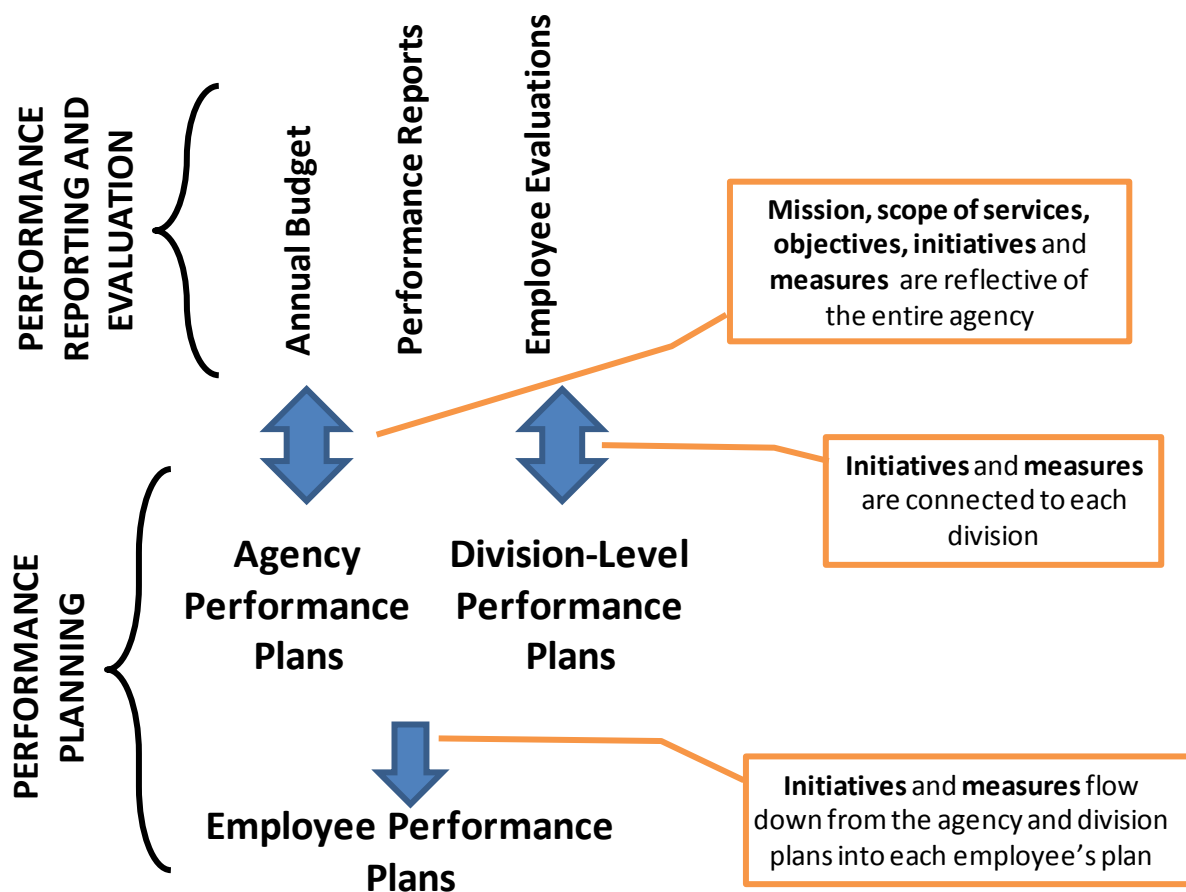 PERFORMANCE
REPORTING AND
EVALUATION
Annual Budget
Performance Reports
Employee Evaluations
Mission, scope of services,
objectives, initiatives and
measures are reflective of
the entire agency
Initiatives and measures
are connected to each
division
PERFORMANCE
PLANNING
Agency
Performance
Plans
Division-Level
Performance
Plans
Initiatives and measures flow
down from the agency and division
plans into each employee's plan
Employee Performance
Plans